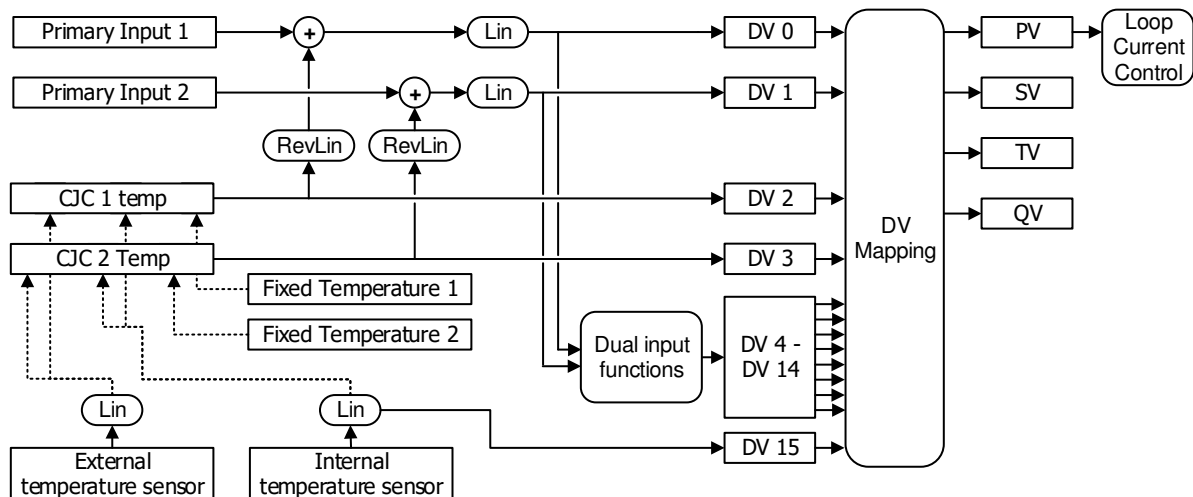 Primary Input 1
+
Lin
DV 0
PV
Loop
Current
Control
Primary Input 2
+
Lin
DV 1
SV
RevLin
RevLin
TV
CJC 1 temp
DV 2
QV
DV
Mapping
CJC 2 Temp
DV 3
Fixed Temperature 1
Fixed Temperature 2
Dual input
functions
DV 4 -
DV 14
Lin
Lin
DV 15
External
temperature sensor
Internal
temperature sensor